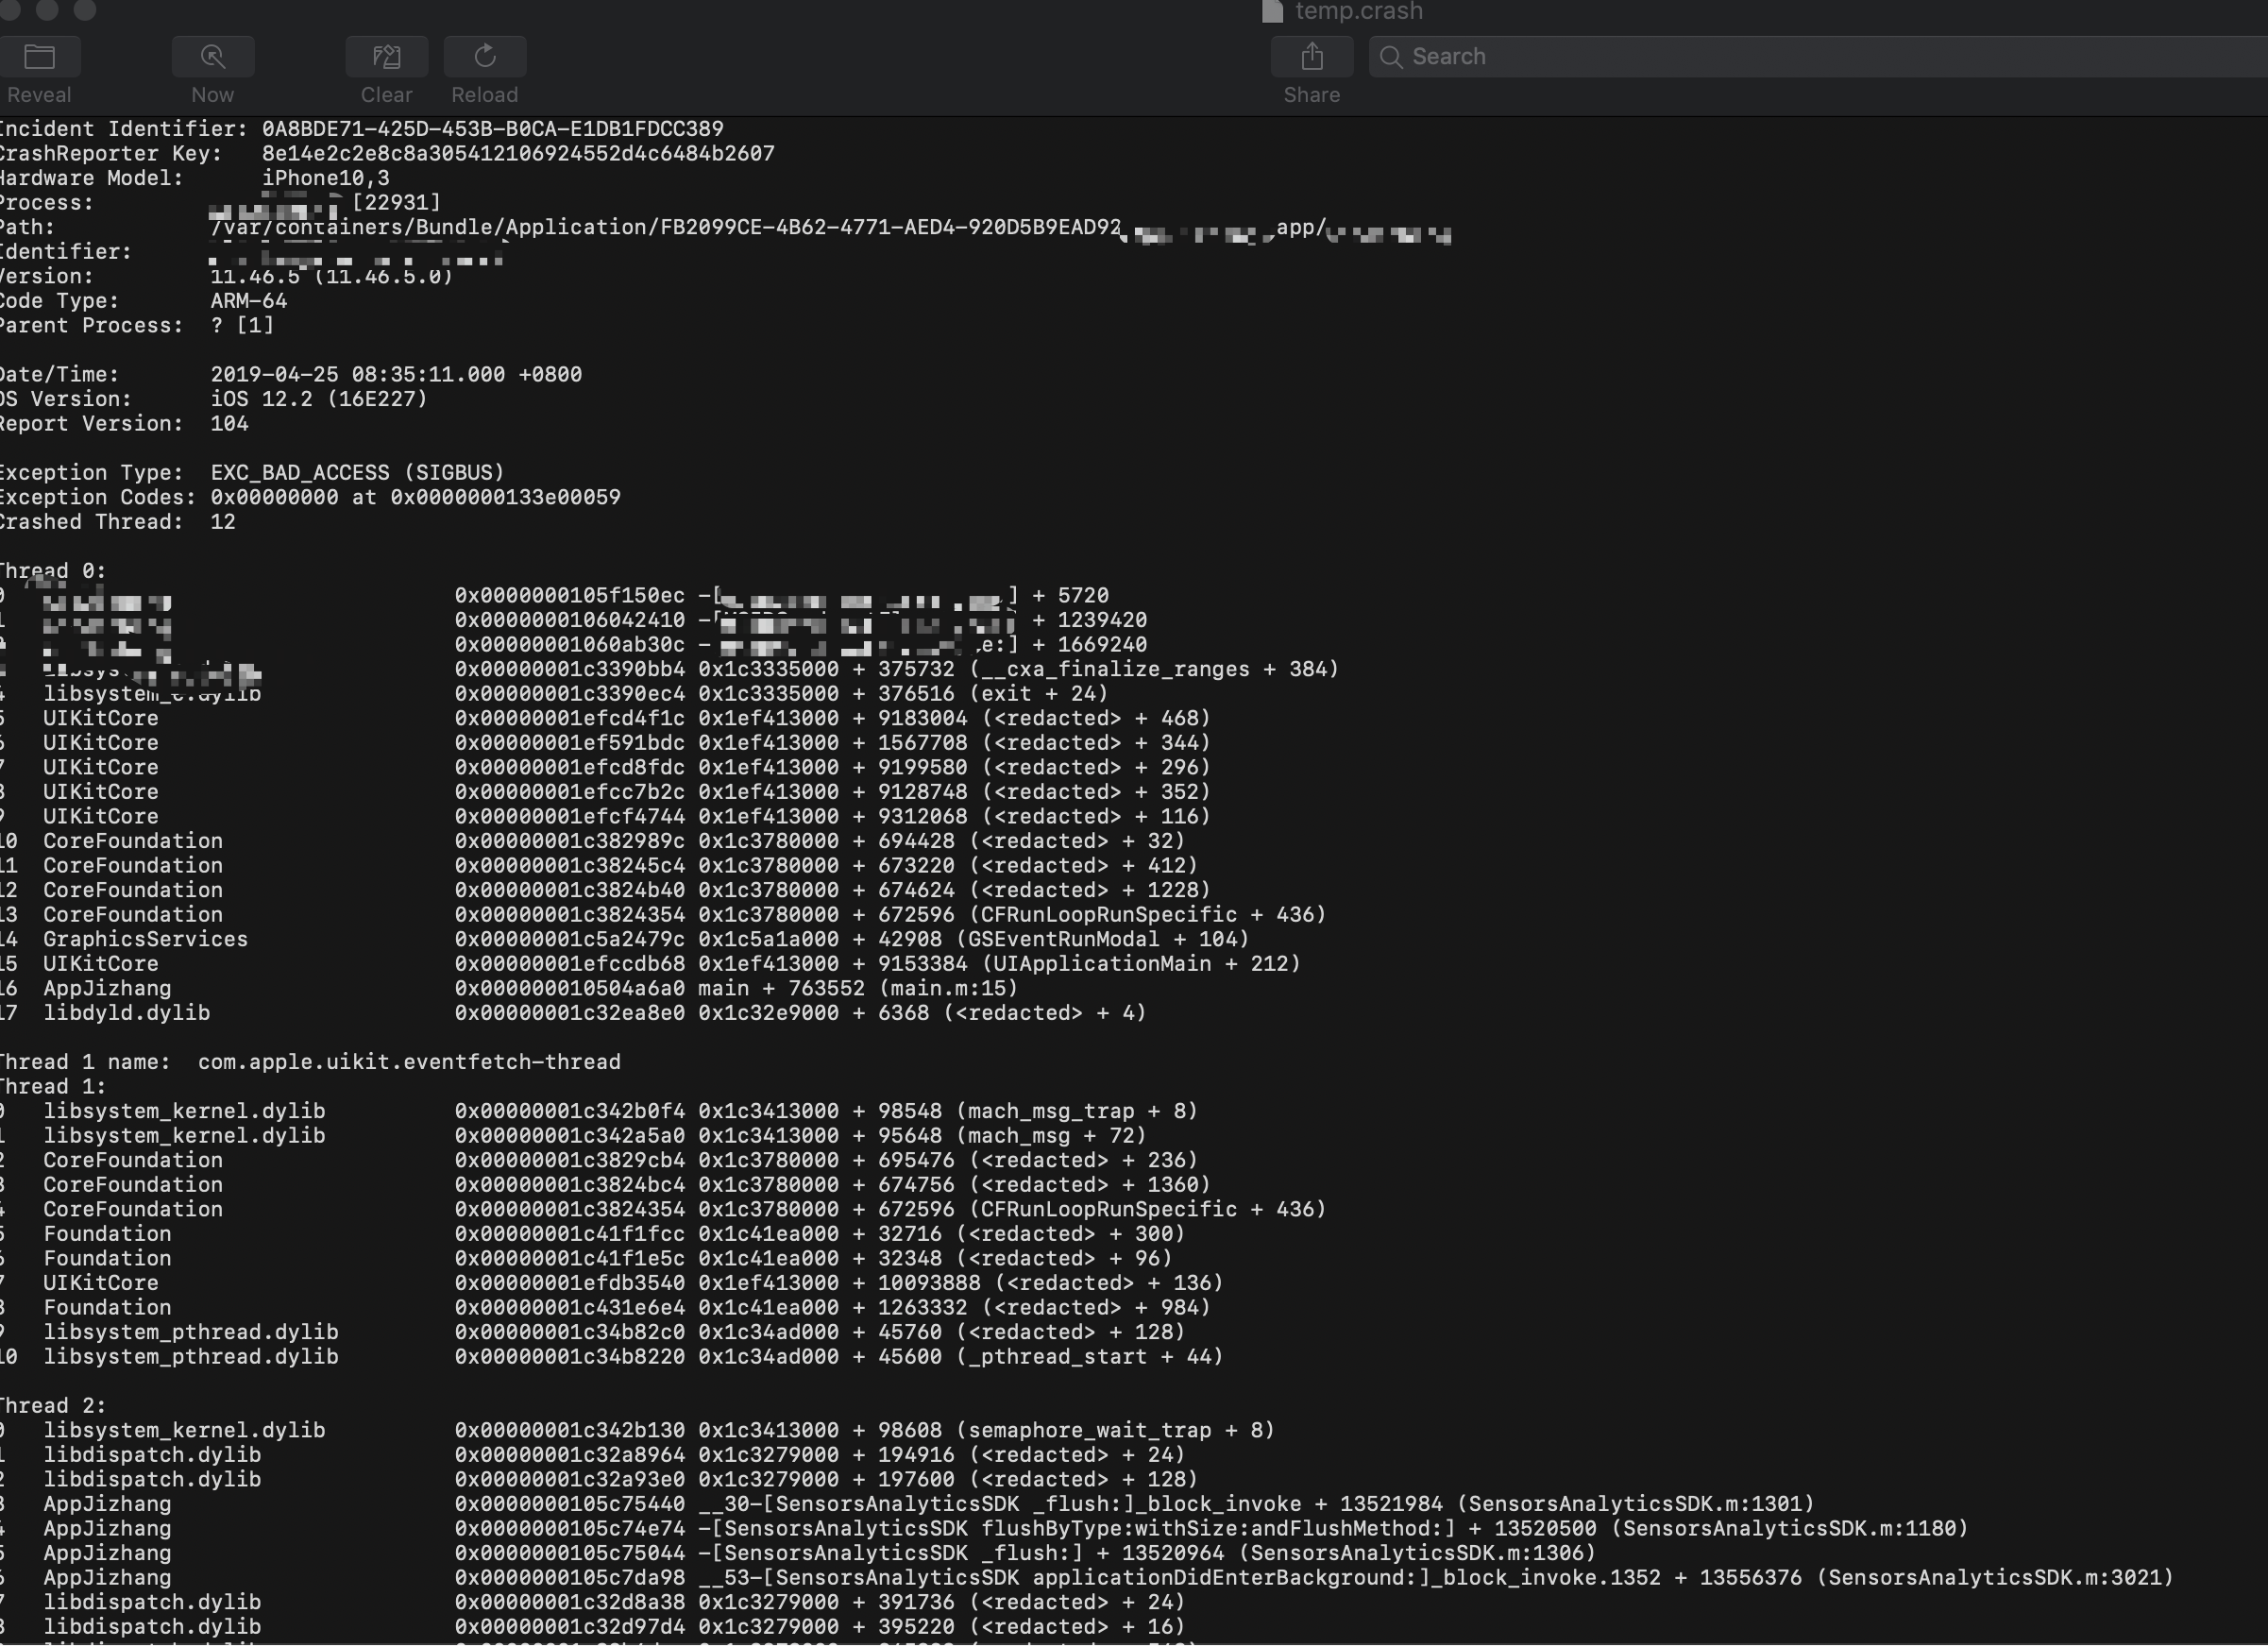 temp.crash
Reveal Now Clear Reload Share Search
Incident Identifier: 0A8BDE71-425D-453B-B0CA-E1DB1FDCC389
CrashReporter Key: 8e14e2c2e8c8a305412106924552d4c6484b2607
Hardware Model: iPhone10,3
Process: [22931]
Path: /var/containers/Bundle/Application/FB2099CE-4B62-4771-AED4-920D5B9EAD92 app/
Identifier:
Version: 11.46.5 (11.46.5.0)
Code Type: ARM-64
Parent Process: ? [1]
Date/Time: 2019-04-25 08:35:11.000 +0800
OS Version: iOS 12.2 (16E227)
Report Version: 104
Exception Type: EXC_BAD_ACCESS (SIGBUS)
Exception Codes: 0x00000000 at 0x0000000133e00059
Crashed Thread: 12
Thread 0:
0 0x0000000105f150ec -[ ] + 5720
1 0x0000000106042410 -[ + 1239420
0x00000001060ab30c - e:] + 1669240
0x00000001c3390bb4 0x1c3335000 + 375732 (__cxa_finalize_ranges + 384)
4 libsystem_c.dylib 0x00000001c3390ec4 0x1c3335000 + 376516 (exit + 24)
5 UIKitCore 0x00000001efcd4f1c 0x1ef413000 + 9183004 (<redacted> + 468)
6 UIKitCore 0x00000001ef591bdc 0x1ef413000 + 1567708 (<redacted> + 344)
7 UIKitCore 0x00000001efcd8fdc 0x1ef413000 + 9199580 (<redacted> + 296)
8 UIKitCore 0x00000001efcc7b2c 0x1ef413000 + 9128748 (<redacted> + 352)
9 UIKitCore 0x00000001efcf4744 0x1ef413000 + 9312068 (<redacted> + 116)
10 CoreFoundation 0x00000001c382989c 0x1c3780000 + 694428 (<redacted> + 32)
11 CoreFoundation 0x00000001c38245c4 0x1c3780000 + 673220 (<redacted> + 412)
12 CoreFoundation 0x00000001c3824b40 0x1c3780000 + 674624 (<redacted> + 1228)
13 CoreFoundation 0x00000001c3824354 0x1c3780000 + 672596 (CFRunLoopRunSpecific + 436)
14 GraphicsServices 0x00000001c5a2479c 0x1c5a1a000 + 42908 (GSEventRunModal + 104)
15 UIKitCore 0x00000001efccdb68 0x1ef413000 + 9153384 (UIApplicationMain + 212)
16 AppJizhang 0x000000010504a6a0 main + 763552 (main.m:15)
17 libdyld.dylib 0x00000001c32ea8e0 0x1c32e9000 + 6368 (<redacted> + 4)
Thread 1 name: com.apple.uikit.eventfetch-thread
Thread 1:
0 libsystem_kernel.dylib 0x00000001c342b0f4 0x1c3413000 + 98548 (mach_msg_trap + 8)
1 libsystem_kernel.dylib 0x00000001c342a5a0 0x1c3413000 + 95648 (mach_msg + 72)
2 CoreFoundation 0x00000001c3829cb4 0x1c3780000 + 695476 (<redacted> + 236)
3 CoreFoundation 0x00000001c3824bc4 0x1c3780000 + 674756 (<redacted> + 1360)
4 CoreFoundation 0x00000001c3824354 0x1c3780000 + 672596 (CFRunLoopRunSpecific + 436)
5 Foundation 0x00000001c41f1fcc 0x1c41ea000 + 32716 (<redacted> + 300)
6 Foundation 0x00000001c41f1e5c 0x1c41ea000 + 32348 (<redacted> + 96)
7 UIKitCore 0x00000001efdb3540 0x1ef413000 + 10093888 (<redacted> + 136)
8 Foundation 0x00000001c431e6e4 0x1c41ea000 + 1263332 (<redacted> + 984)
9 libsystem_pthread.dylib 0x00000001c34b82c0 0x1c34ad000 + 45760 (<redacted> + 128)
10 libsystem_pthread.dylib 0x00000001c34b8220 0x1c34ad000 + 45600 (_pthread_start + 44)
Thread 2:
0 libsystem_kernel.dylib 0x00000001c342b130 0x1c3413000 + 98608 (semaphore_wait_trap + 8)
1 libdispatch.dylib 0x00000001c32a8964 0x1c3279000 + 194916 (<redacted> + 24)
2 libdispatch.dylib 0x00000001c32a93e0 0x1c3279000 + 197600 (<redacted> + 128)
3 AppJizhang 0x0000000105c75440 __30-[SensorsAnalyticsSDK _flush:]_block_invoke + 13521984 (SensorsAnalyticsSDK.m:1301)
4 AppJizhang 0x0000000105c74e74 -[SensorsAnalyticsSDK flushByType:withSize:andFlushMethod:] + 13520500 (SensorsAnalyticsSDK.m:1180)
5 AppJizhang 0x0000000105c75044 -[SensorsAnalyticsSDK _flush:] + 13520964 (SensorsAnalyticsSDK.m:1306)
6 AppJizhang 0x0000000105c7da98 __53-[SensorsAnalyticsSDK applicationDidEnterBackground:]_block_invoke.1352 + 13556376 (SensorsAnalyticsSDK.m:3021)
7 libdispatch.dylib 0x00000001c32d8a38 0x1c3279000 + 391736 (<redacted> + 24)
8 libdispatch.dylib 0x00000001c32d97d4 0x1c3279000 + 395220 (<redacted> + 16)